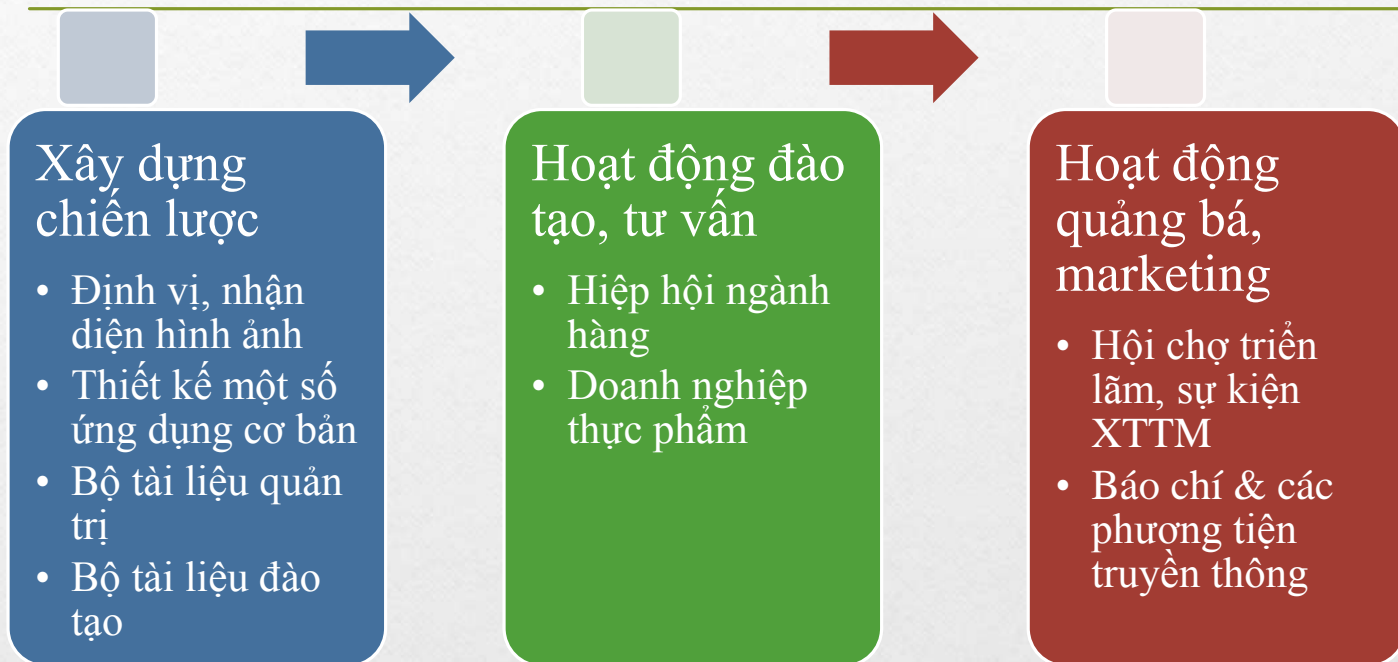 Xây dựng
chiến lược
• Định vị, nhận
diện hình ảnh
• Thiết kế một số
ứng dụng cơ bản
• Bộ tài liệu quản
trị
• Bộ tài liệu đào
tạo
Hoạt động đào
tạo, tư vấn
• Hiệp hội ngành
hàng
• Doanh nghiệp
thực phẩm
Hoạt động
quảng bá,
marketing
• Hội chợ triển
lãm, sự kiện
XTTM
• Báo chí & các
phương tiện
truyền thông